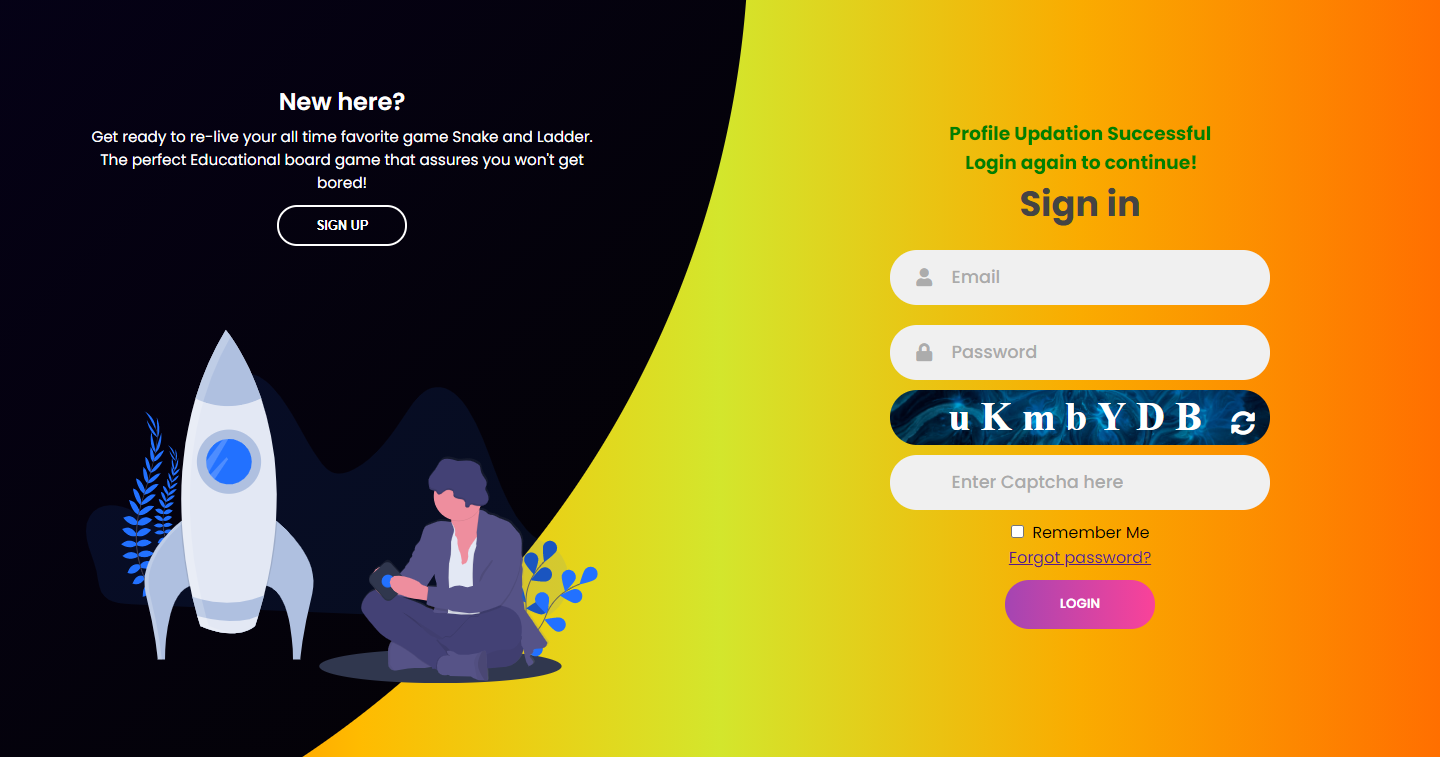 New here?
Get ready to re-live your all time favorite game Snake and Ladder.
The perfect Educational board game that assures you won't get
bored!
SIGN UP
Profile Updation Successful
Login again to continue!
Sign in
Email
Password
u K m b Y D B
Enter Captcha here
Remember Me
Forgot password?
LOGIN